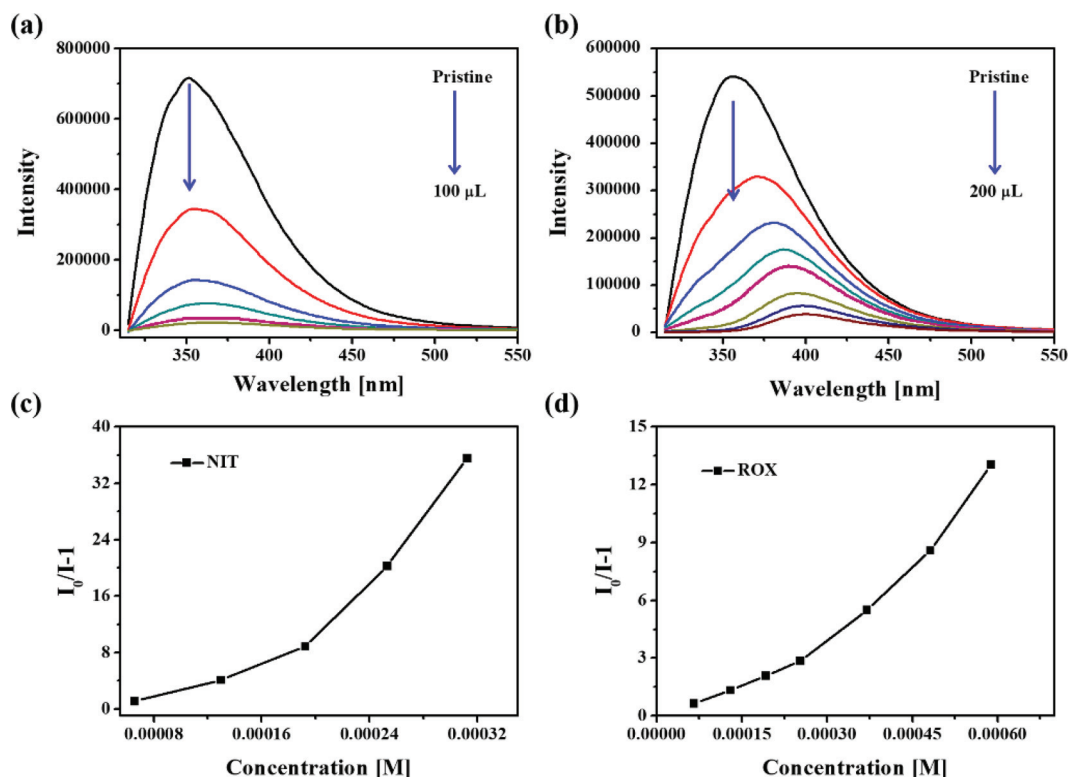 (a)
800000
600000
400000
200000
0
Intensity
350 400 450 500 550
Wavelength [nm]
Pristine
100 μL
(b)
600000
500000
400000
300000
200000
100000
0
Intensity
350 400 450 500 550
Wavelength [nm]
Pristine
200 μL
(c)
40
32
24
16
8
0
I₀/I-1
NIT
0.00008 0.00016 0.00024 0.00032
Concentration [M]
(d)
15
12
9
6
3
0
I₀/I-1
ROX
0.00000 0.00015 0.00030 0.00045 0.00060
Concentration [M]